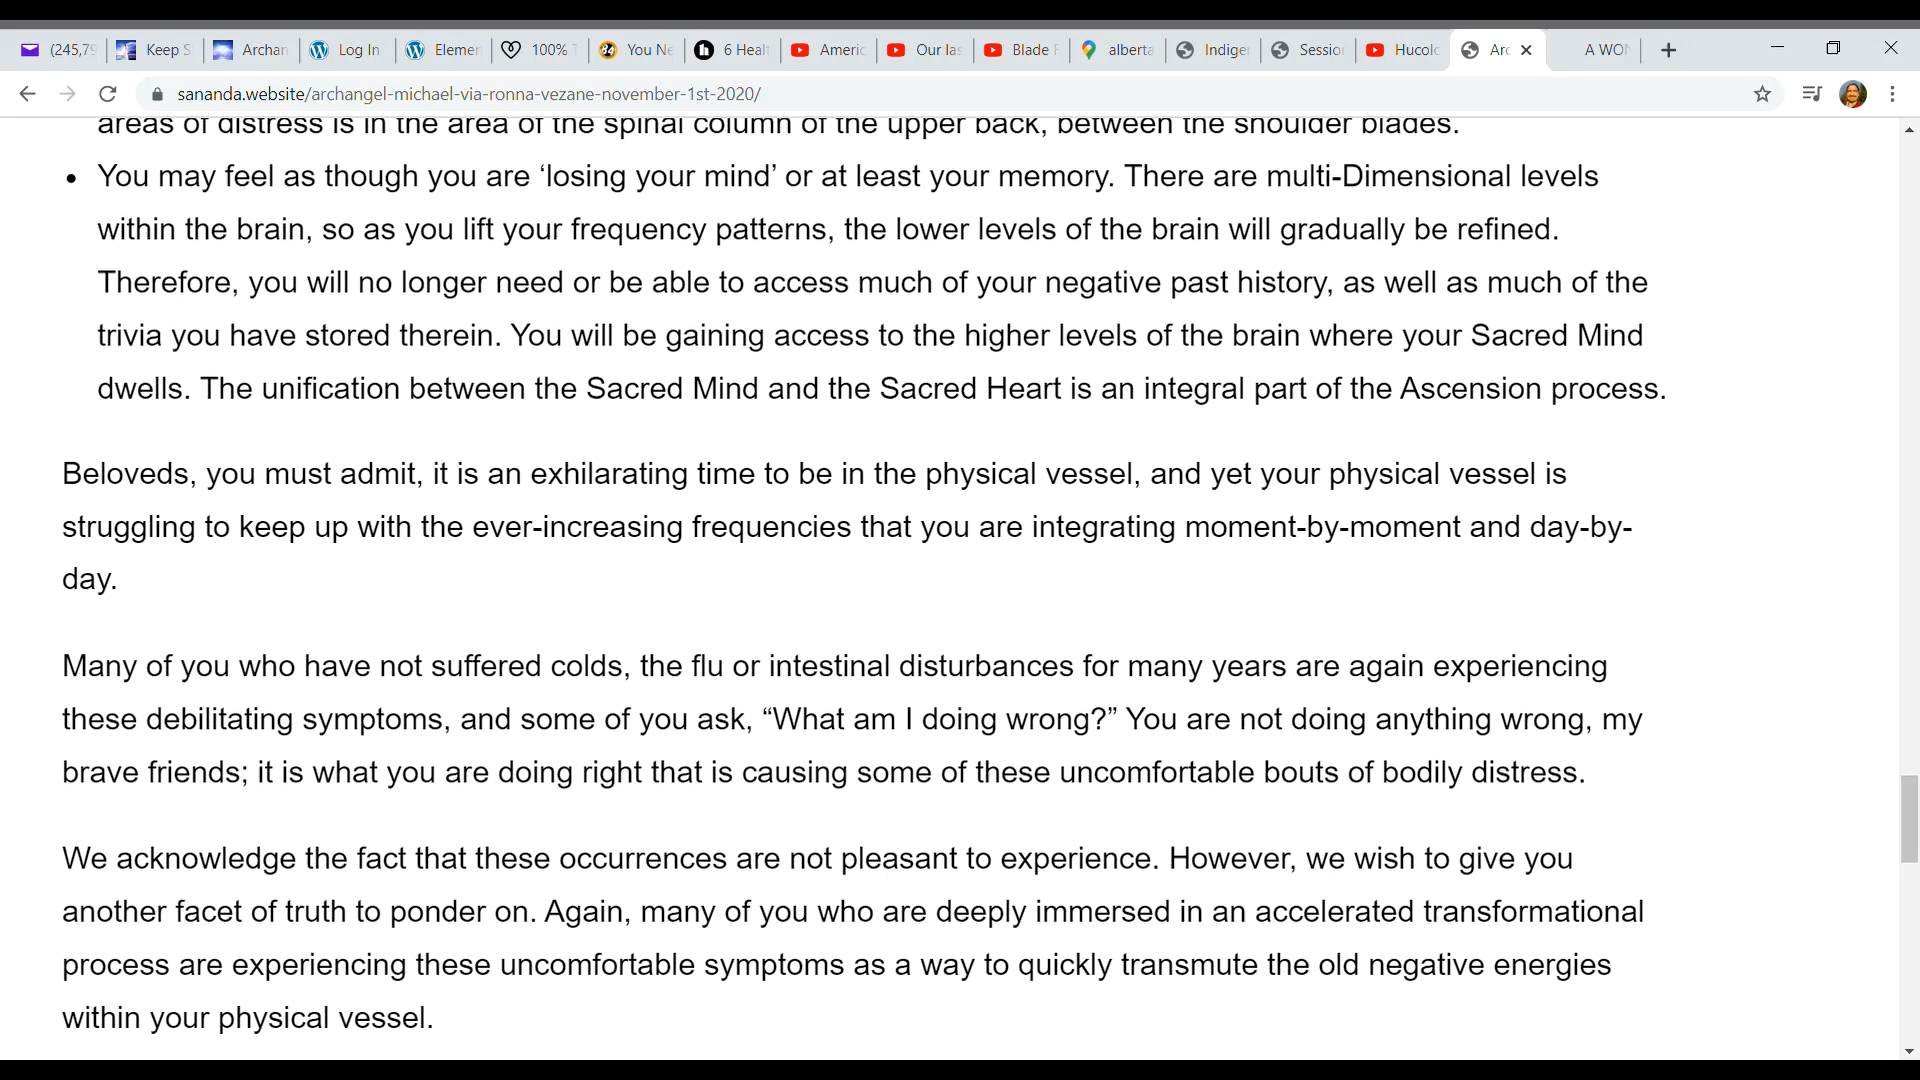 (245,79
Keep S
Archan
Log In
Elemen
100% T
You Ne
6 Healt
Americ
Our las
Blade R
alberta
Indiger
Sessio
Hucolo
Arc
A WON
sananda.website/archangel-michael-via-ronna-vezane-november-1st-2020/
areas of distress is in the area of the spinal column of the upper back, between the shoulder blades.
• You may feel as though you are ‘losing your mind’ or at least your memory. There are multi-Dimensional levels
within the brain, so as you lift your frequency patterns, the lower levels of the brain will gradually be refined.
Therefore, you will no longer need or be able to access much of your negative past history, as well as much of the
trivia you have stored therein. You will be gaining access to the higher levels of the brain where your Sacred Mind
dwells. The unification between the Sacred Mind and the Sacred Heart is an integral part of the Ascension process.
Beloveds, you must admit, it is an exhilarating time to be in the physical vessel, and yet your physical vessel is
struggling to keep up with the ever-increasing frequencies that you are integrating moment-by-moment and day-by-
day.
Many of you who have not suffered colds, the flu or intestinal disturbances for many years are again experiencing
these debilitating symptoms, and some of you ask, “What am I doing wrong?” You are not doing anything wrong, my
brave friends; it is what you are doing right that is causing some of these uncomfortable bouts of bodily distress.
We acknowledge the fact that these occurrences are not pleasant to experience. However, we wish to give you
another facet of truth to ponder on. Again, many of you who are deeply immersed in an accelerated transformational
process are experiencing these uncomfortable symptoms as a way to quickly transmute the old negative energies
within your physical vessel.